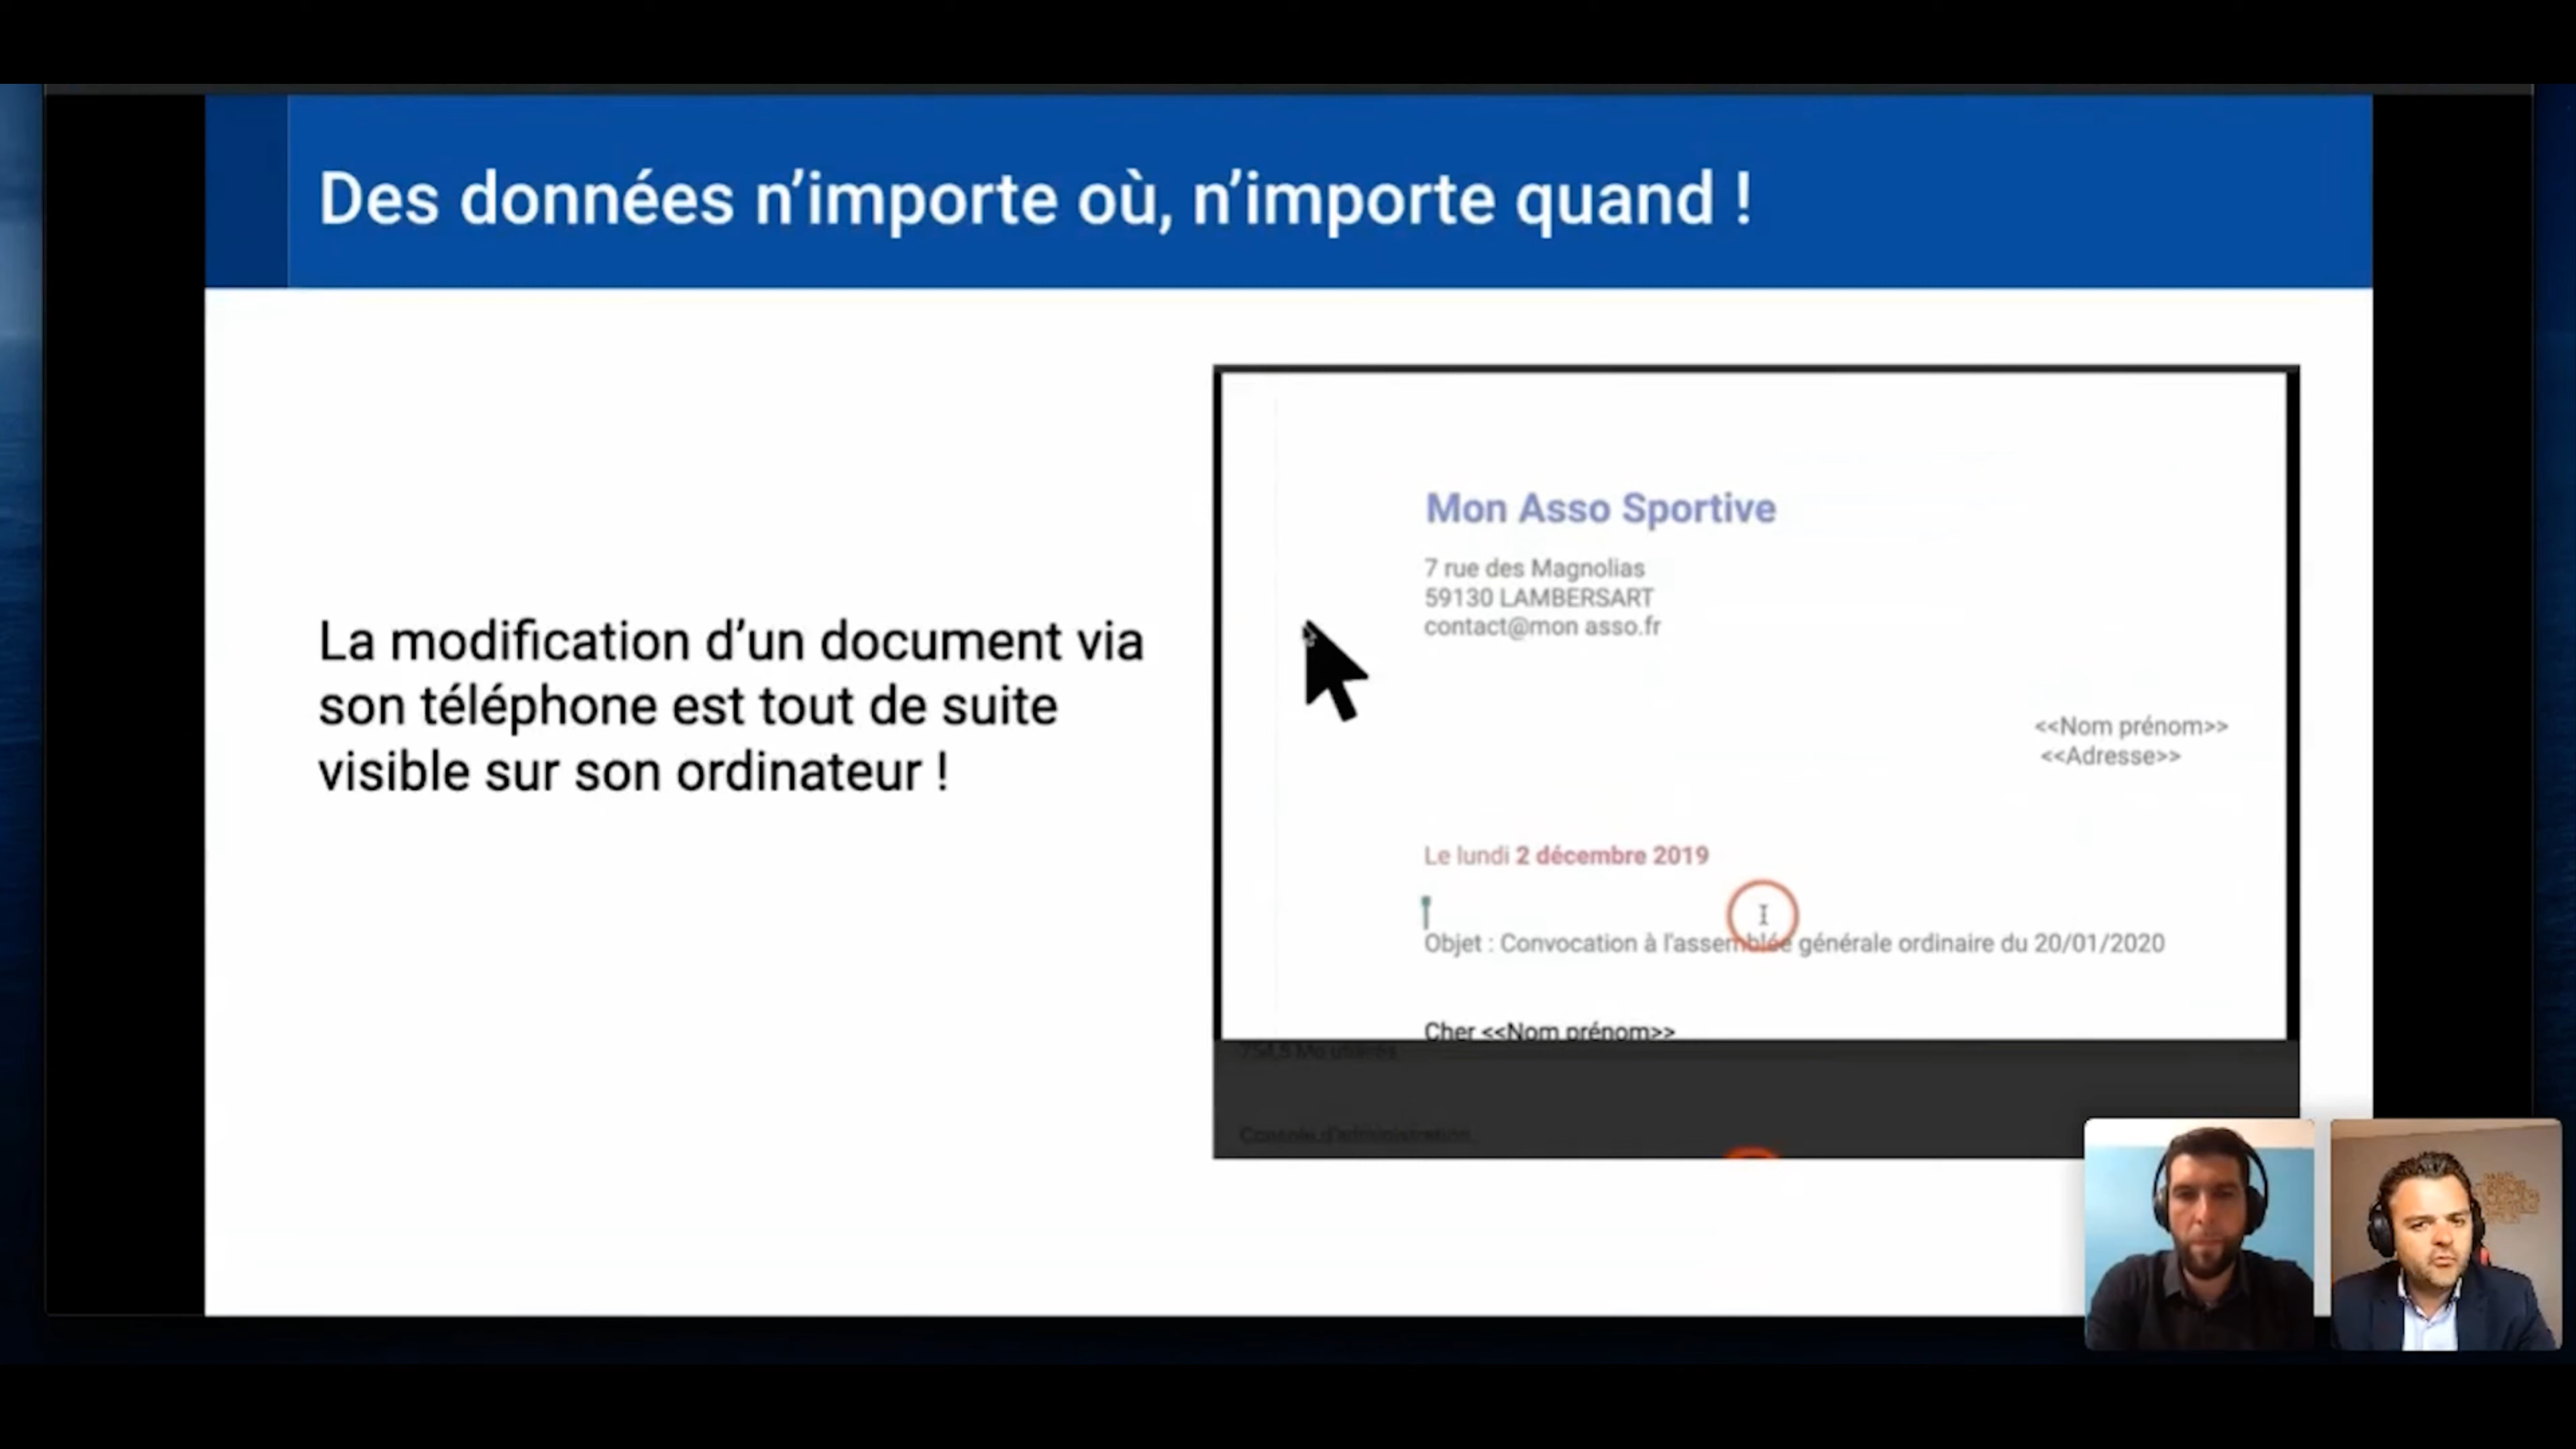 Des données n’importe où, n’importe quand !
La modification d’un document via
son téléphone est tout de suite
visible sur son ordinateur !
Mon Asso Sportive
7 rue des Magnolias
59130 LAMBERSART
contact@mon asso.fr
<<Nom prénom>>
<<Adresse>>
Le lundi 2 décembre 2019
Objet : Convocation à l'assemblée générale ordinaire du 20/01/2020
Cher <<Nom prénom>>
Console d'administration